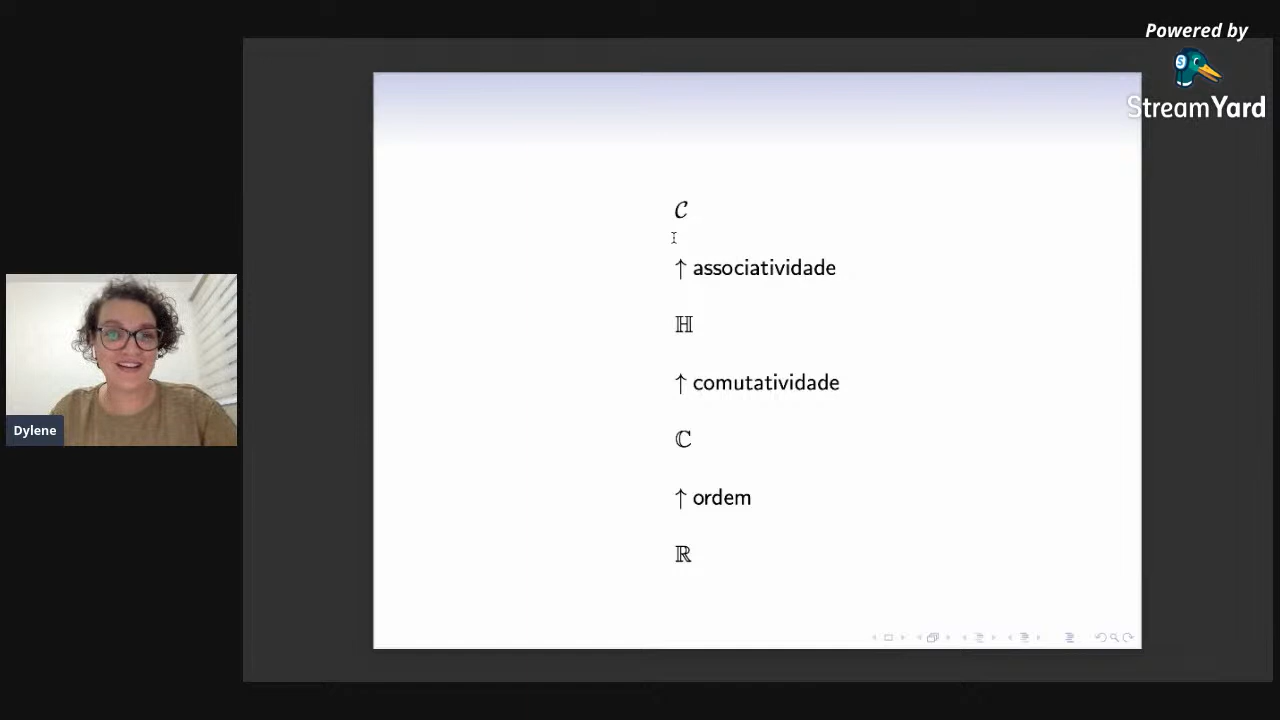 Powered by
StreamYard
𝒞
↑ associatividade
ℍ
↑ comutatividade
ℂ
↑ ordem
ℝ
Dylene